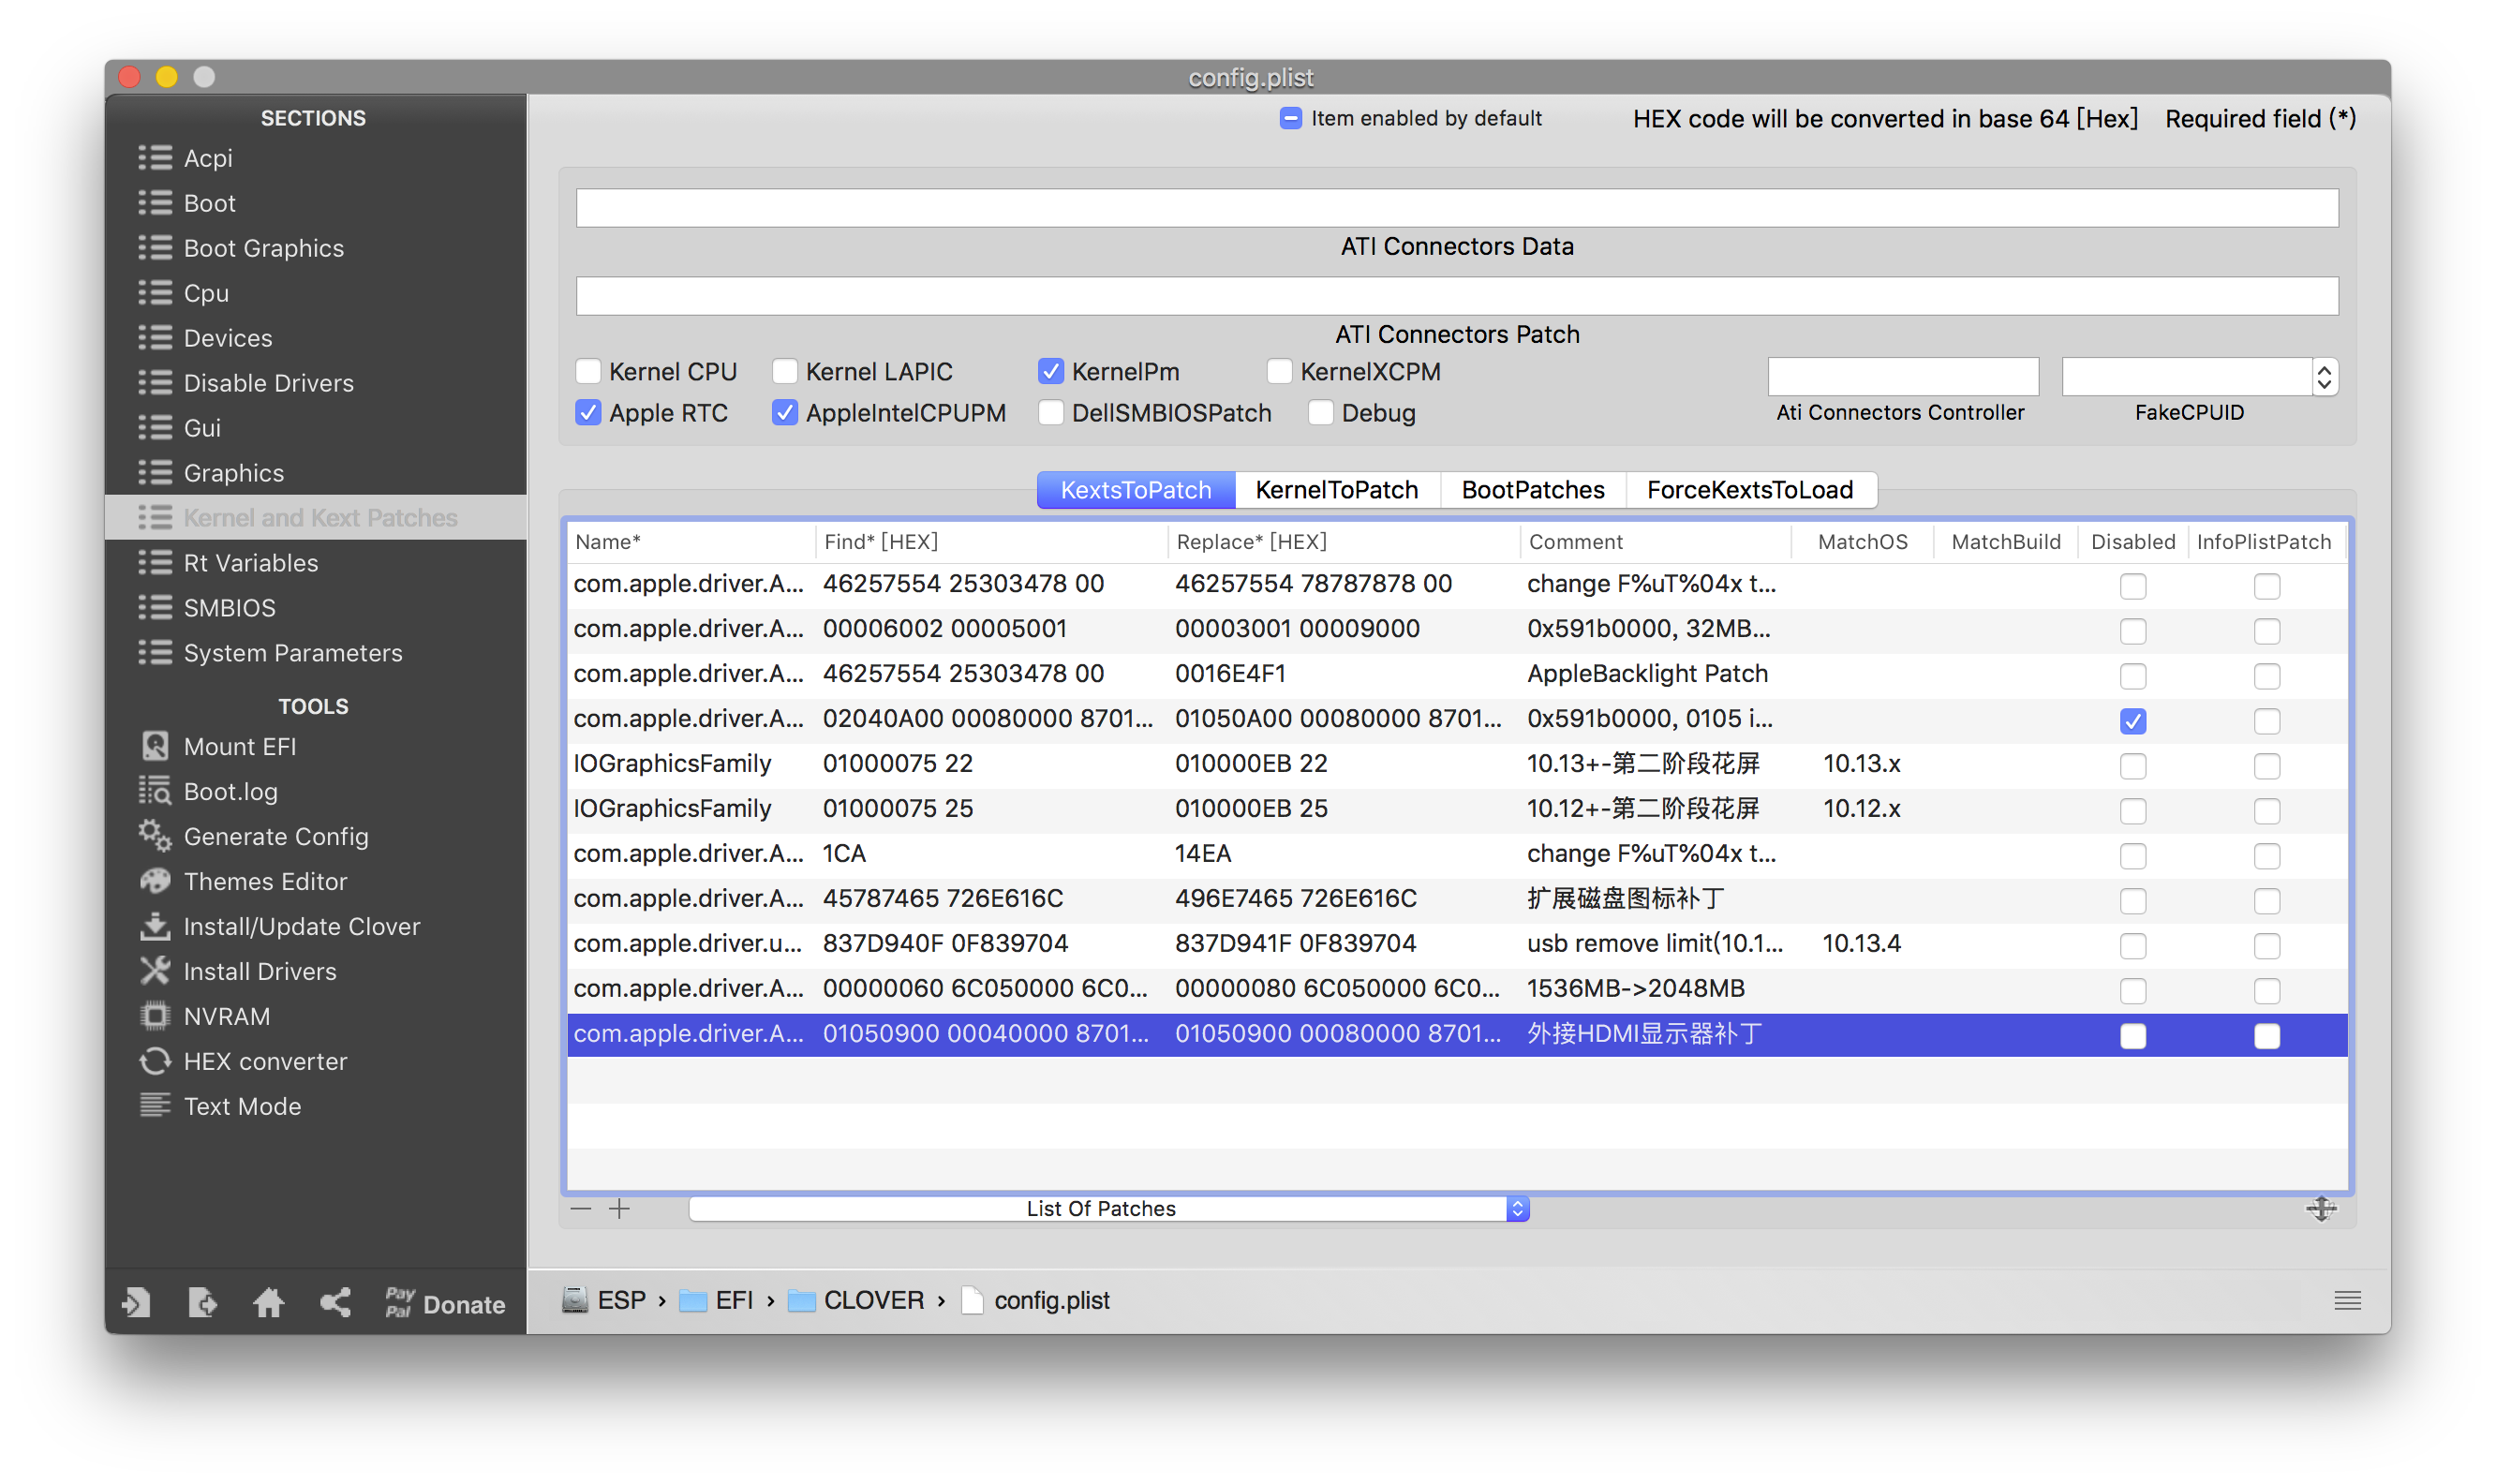 config.plist
SECTIONS
Acpi
Boot
Boot Graphics
Cpu
Devices
Disable Drivers
Gui
Graphics
Kernel and Kext Patches
Rt Variables
SMBIOS
System Parameters
TOOLS
Mount EFI
Boot.log
Generate Config
Themes Editor
Install/Update Clover
Install Drivers
NVRAM
HEX converter
Text Mode
Pay Pal Donate
Item enabled by default HEX code will be converted in base 64 [Hex] Required field (*)
ATI Connectors Data
ATI Connectors Patch
Kernel CPU Kernel LAPIC KernelPm KernelXCPM
Apple RTC AppleIntelCPUPM DellSMBIOSPatch Debug
Ati Connectors Controller FakeCPUID
KextsToPatch KernelToPatch BootPatches ForceKextsToLoad
Name* Find* [HEX] Replace* [HEX] Comment MatchOS MatchBuild Disabled InfoPlistPatch
com.apple.driver.A... 46257554 25303478 00 46257554 78787878 00 change F%uT%04x t...
com.apple.driver.A... 00006002 00005001 00003001 00009000 0x591b0000, 32MB...
com.apple.driver.A... 46257554 25303478 00 0016E4F1 AppleBacklight Patch
com.apple.driver.A... 02040A00 00080000 8701... 01050A00 00080000 8701... 0x591b0000, 0105 i...
IOGraphicsFamily 01000075 22 010000EB 22 10.13+-第二阶段花屏 10.13.x
IOGraphicsFamily 01000075 25 010000EB 25 10.12+-第二阶段花屏 10.12.x
com.apple.driver.A... 1CA 14EA change F%uT%04x t...
com.apple.driver.A... 45787465 726E616C 496E7465 726E616C 扩展磁盘图标补丁
com.apple.driver.u... 837D940F 0F839704 837D941F 0F839704 usb remove limit(10.1... 10.13.4
com.apple.driver.A... 00000060 6C050000 6C0... 00000080 6C050000 6C0... 1536MB->2048MB
com.apple.driver.A... 01050900 00040000 8701... 01050900 00080000 8701... 外接HDMI显示器补丁
List Of Patches
ESP › EFI › CLOVER › config.plist